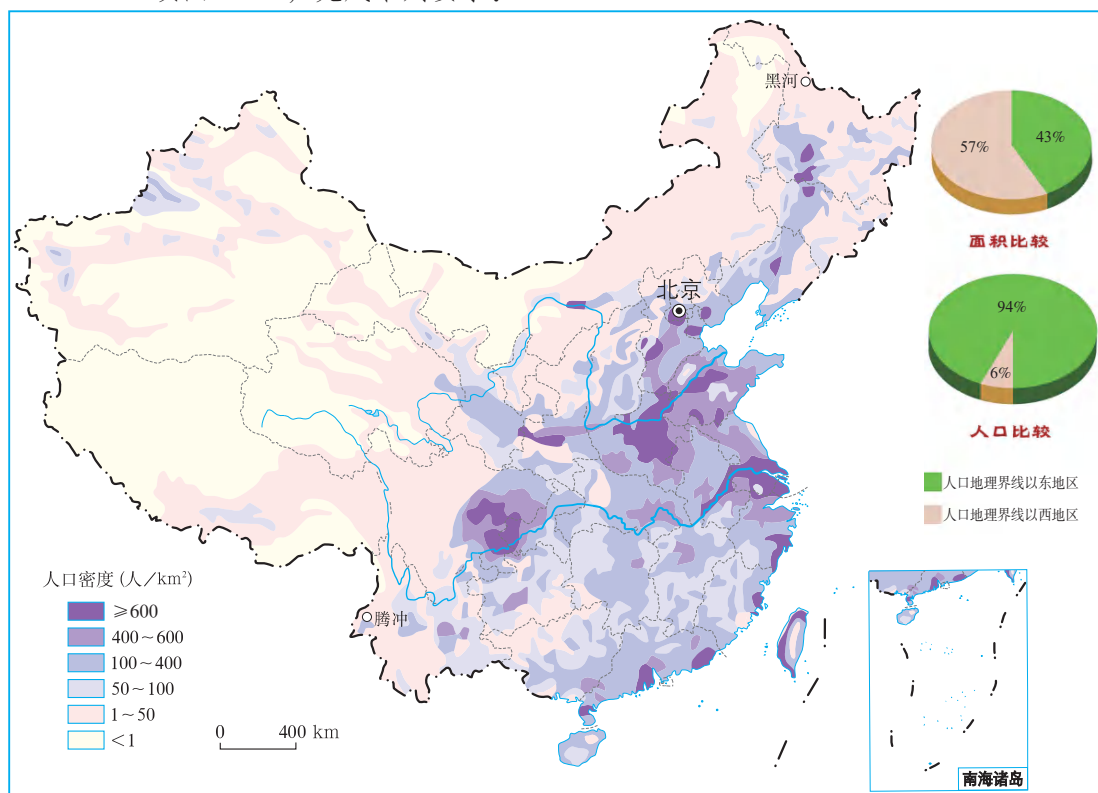 黑河
57%
43%
面积比较
北京
94%
6%
人口比较
人口地理界线以东地区
人口地理界线以西地区
人口密度(人/km²)
≥600
腾冲
400~600
100~400
50~100
1~50
<1
0 400 km
南海诸岛